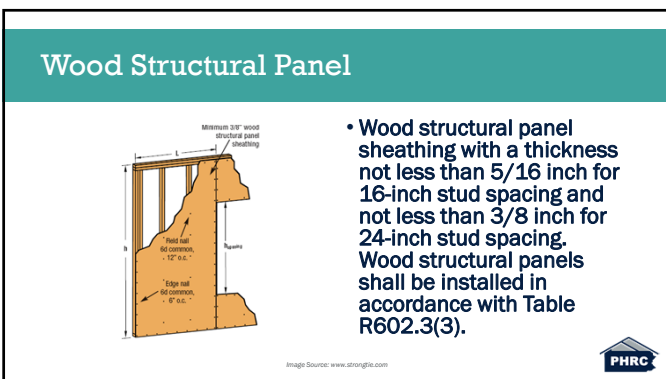 Wood Structural Panel
Minimum 3/8" wood
structural panel
sheathing
L
h
Field nail
6d common,
12" o.c.
hopening
Edge nail
6d common,
6" o.c.
• Wood structural panel
sheathing with a thickness
not less than 5/16 inch for
16-inch stud spacing and
not less than 3/8 inch for
24-inch stud spacing.
Wood structural panels
shall be installed in
accordance with Table
R602.3(3).
Image Source: www.strongtie.com
PHRC